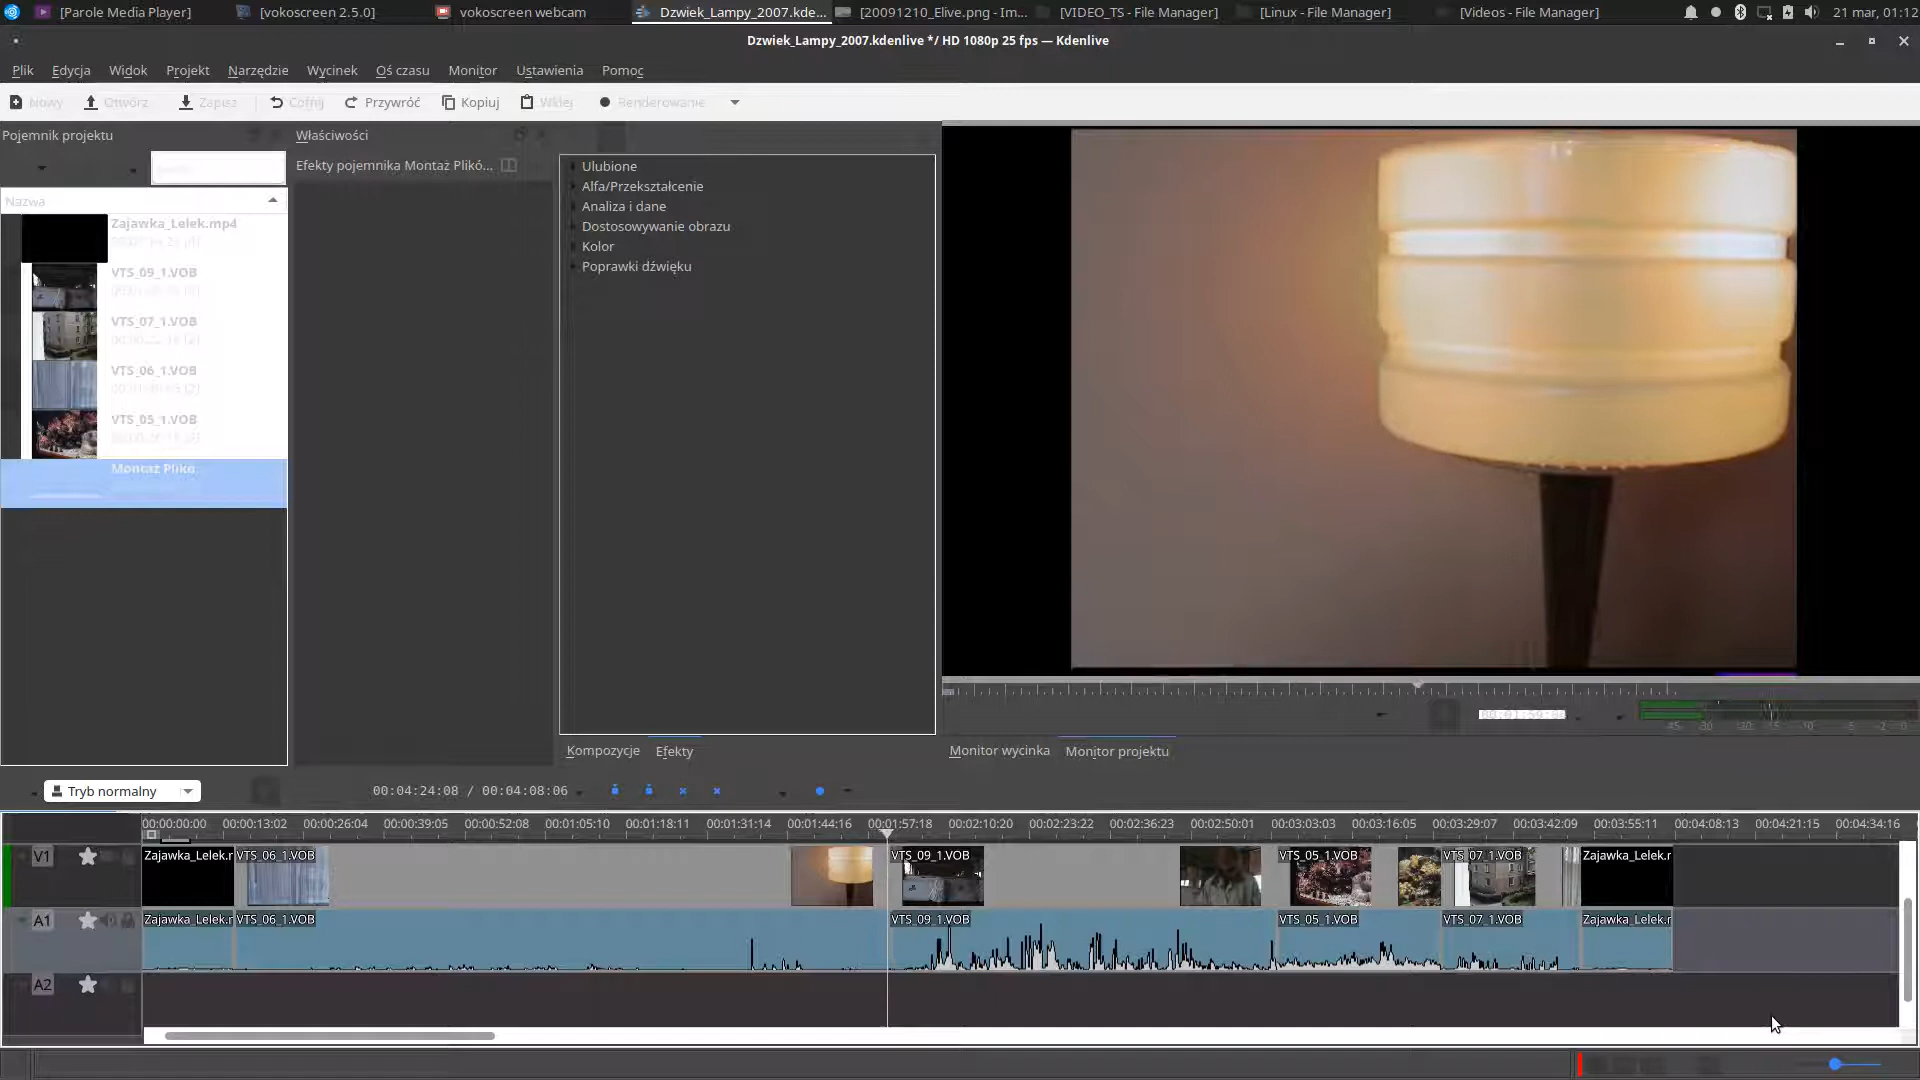 [Parole Media Player]
[vokoscreen 2.5.0]
vokoscreen webcam
Dzwiek_Lampy_2007.kde...
[20091210_Elive.png - Im...
[VIDEO_TS - File Manager]
[Linux - File Manager]
[Videos - File Manager]
21 mar, 01:12
Dzwiek_Lampy_2007.kdenlive */ HD 1080p 25 fps — Kdenlive
Plik
Edycja
Widok
Projekt
Narzędzie
Wycinek
Oś czasu
Monitor
Ustawienia
Pomoc
Nowy
Otwórz
Zapisz
Cofnij
Przywróć
Kopiuj
Wklej
Renderowanie
Pojemnik projektu
Właściwości
Efekty pojemnika Montaż Plikó...
Nazwa
Zajawka_Lelek.mp4
VTS_09_1.VOB
VTS_07_1.VOB
VTS_06_1.VOB
VTS_05_1.VOB
Montaż Plikó
Ulubione
Alfa/Przekształcenie
Analiza i dane
Dostosowywanie obrazu
Kolor
Poprawki dźwięku
Kompozycje
Efekty
Monitor wycinka
Monitor projektu
Tryb normalny
00:04:24:08 / 00:04:08:06
00:00:00:00
00:00:13:02
00:00:26:04
00:00:39:05
00:00:52:08
00:01:05:10
00:01:18:11
00:01:31:14
00:01:44:16
00:01:57:18
00:02:10:20
00:02:23:22
00:02:36:23
00:02:50:01
00:03:03:03
00:03:16:05
00:03:29:07
00:03:42:09
00:03:55:11
00:04:08:13
00:04:21:15
00:04:34:16
V1
Zajawka_Lelek.r
VTS_06_1.VOB
VTS_09_1.VOB
VTS_05_1.VOB
VTS_07_1.VOB
Zajawka_Lelek.r
A1
Zajawka_Lelek.r
VTS_06_1.VOB
VTS_09_1.VOB
VTS_05_1.VOB
VTS_07_1.VOB
Zajawka_Lelek.r
A2